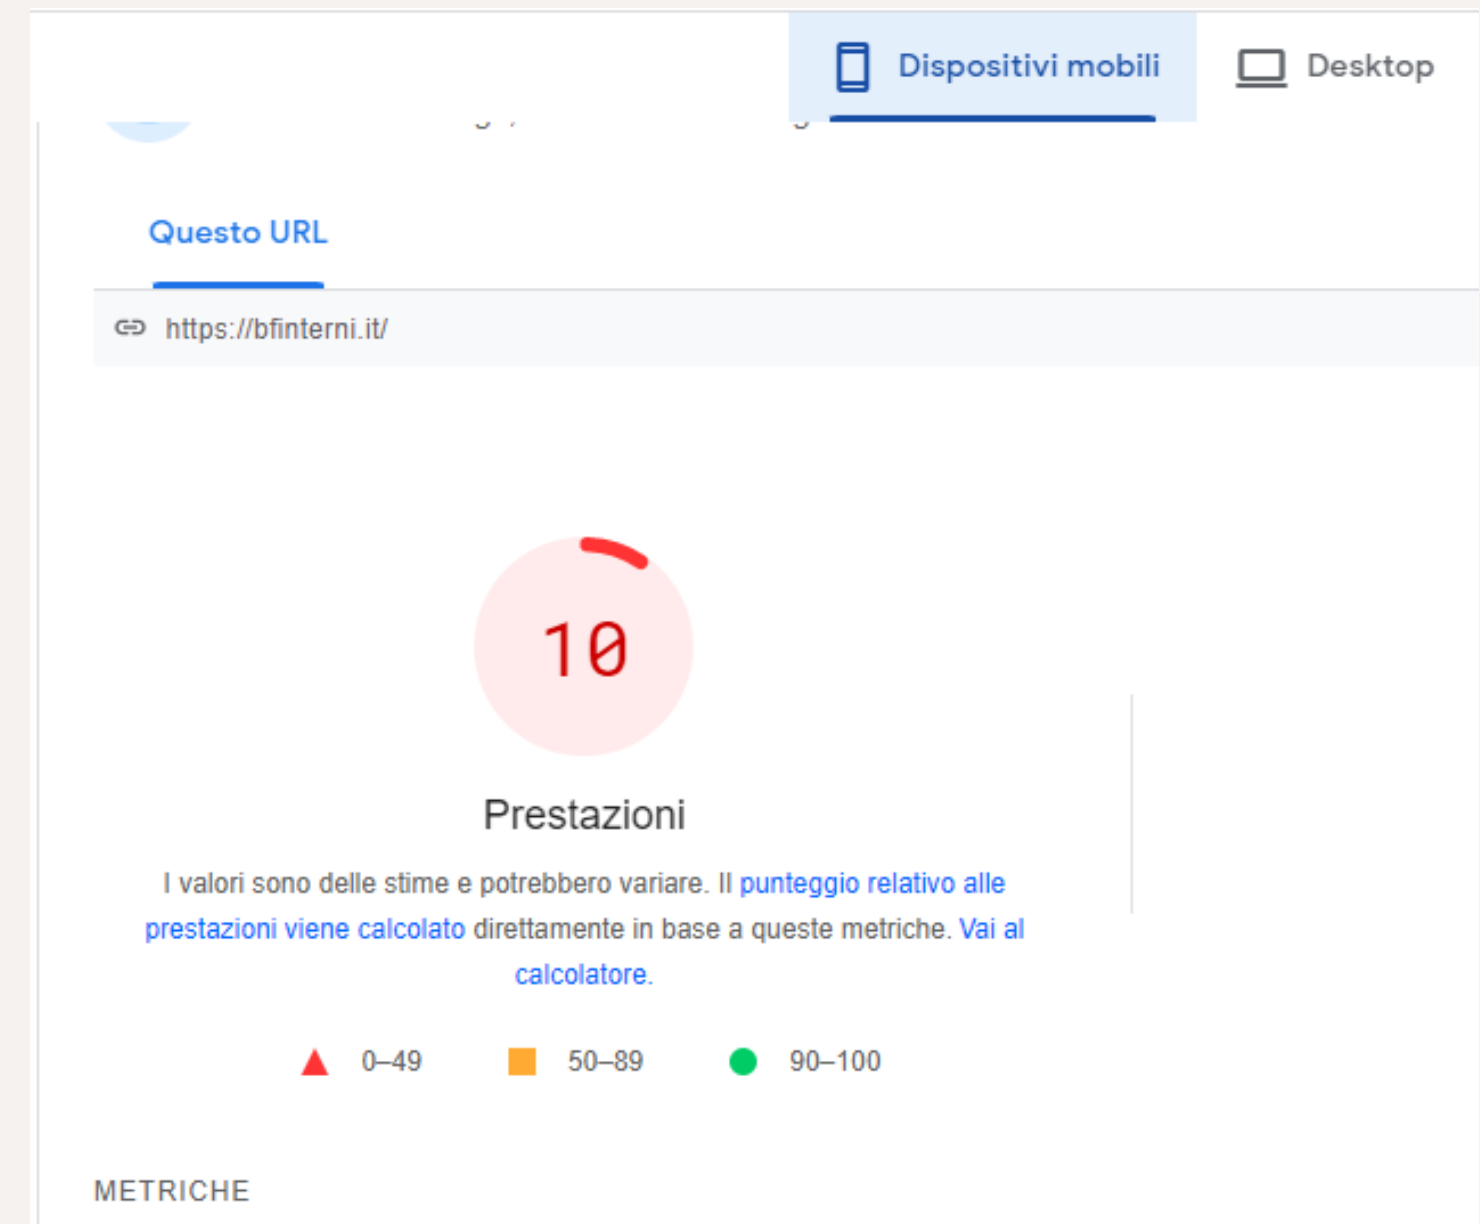 Dispositivi mobili
Desktop
Questo URL
https://bfinterni.it/
10
Prestazioni
I valori sono delle stime e potrebbero variare. Il punteggio relativo alle
prestazioni viene calcolato direttamente in base a queste metriche. Vai al
calcolatore.
0–49
50–89
90–100
METRICHE